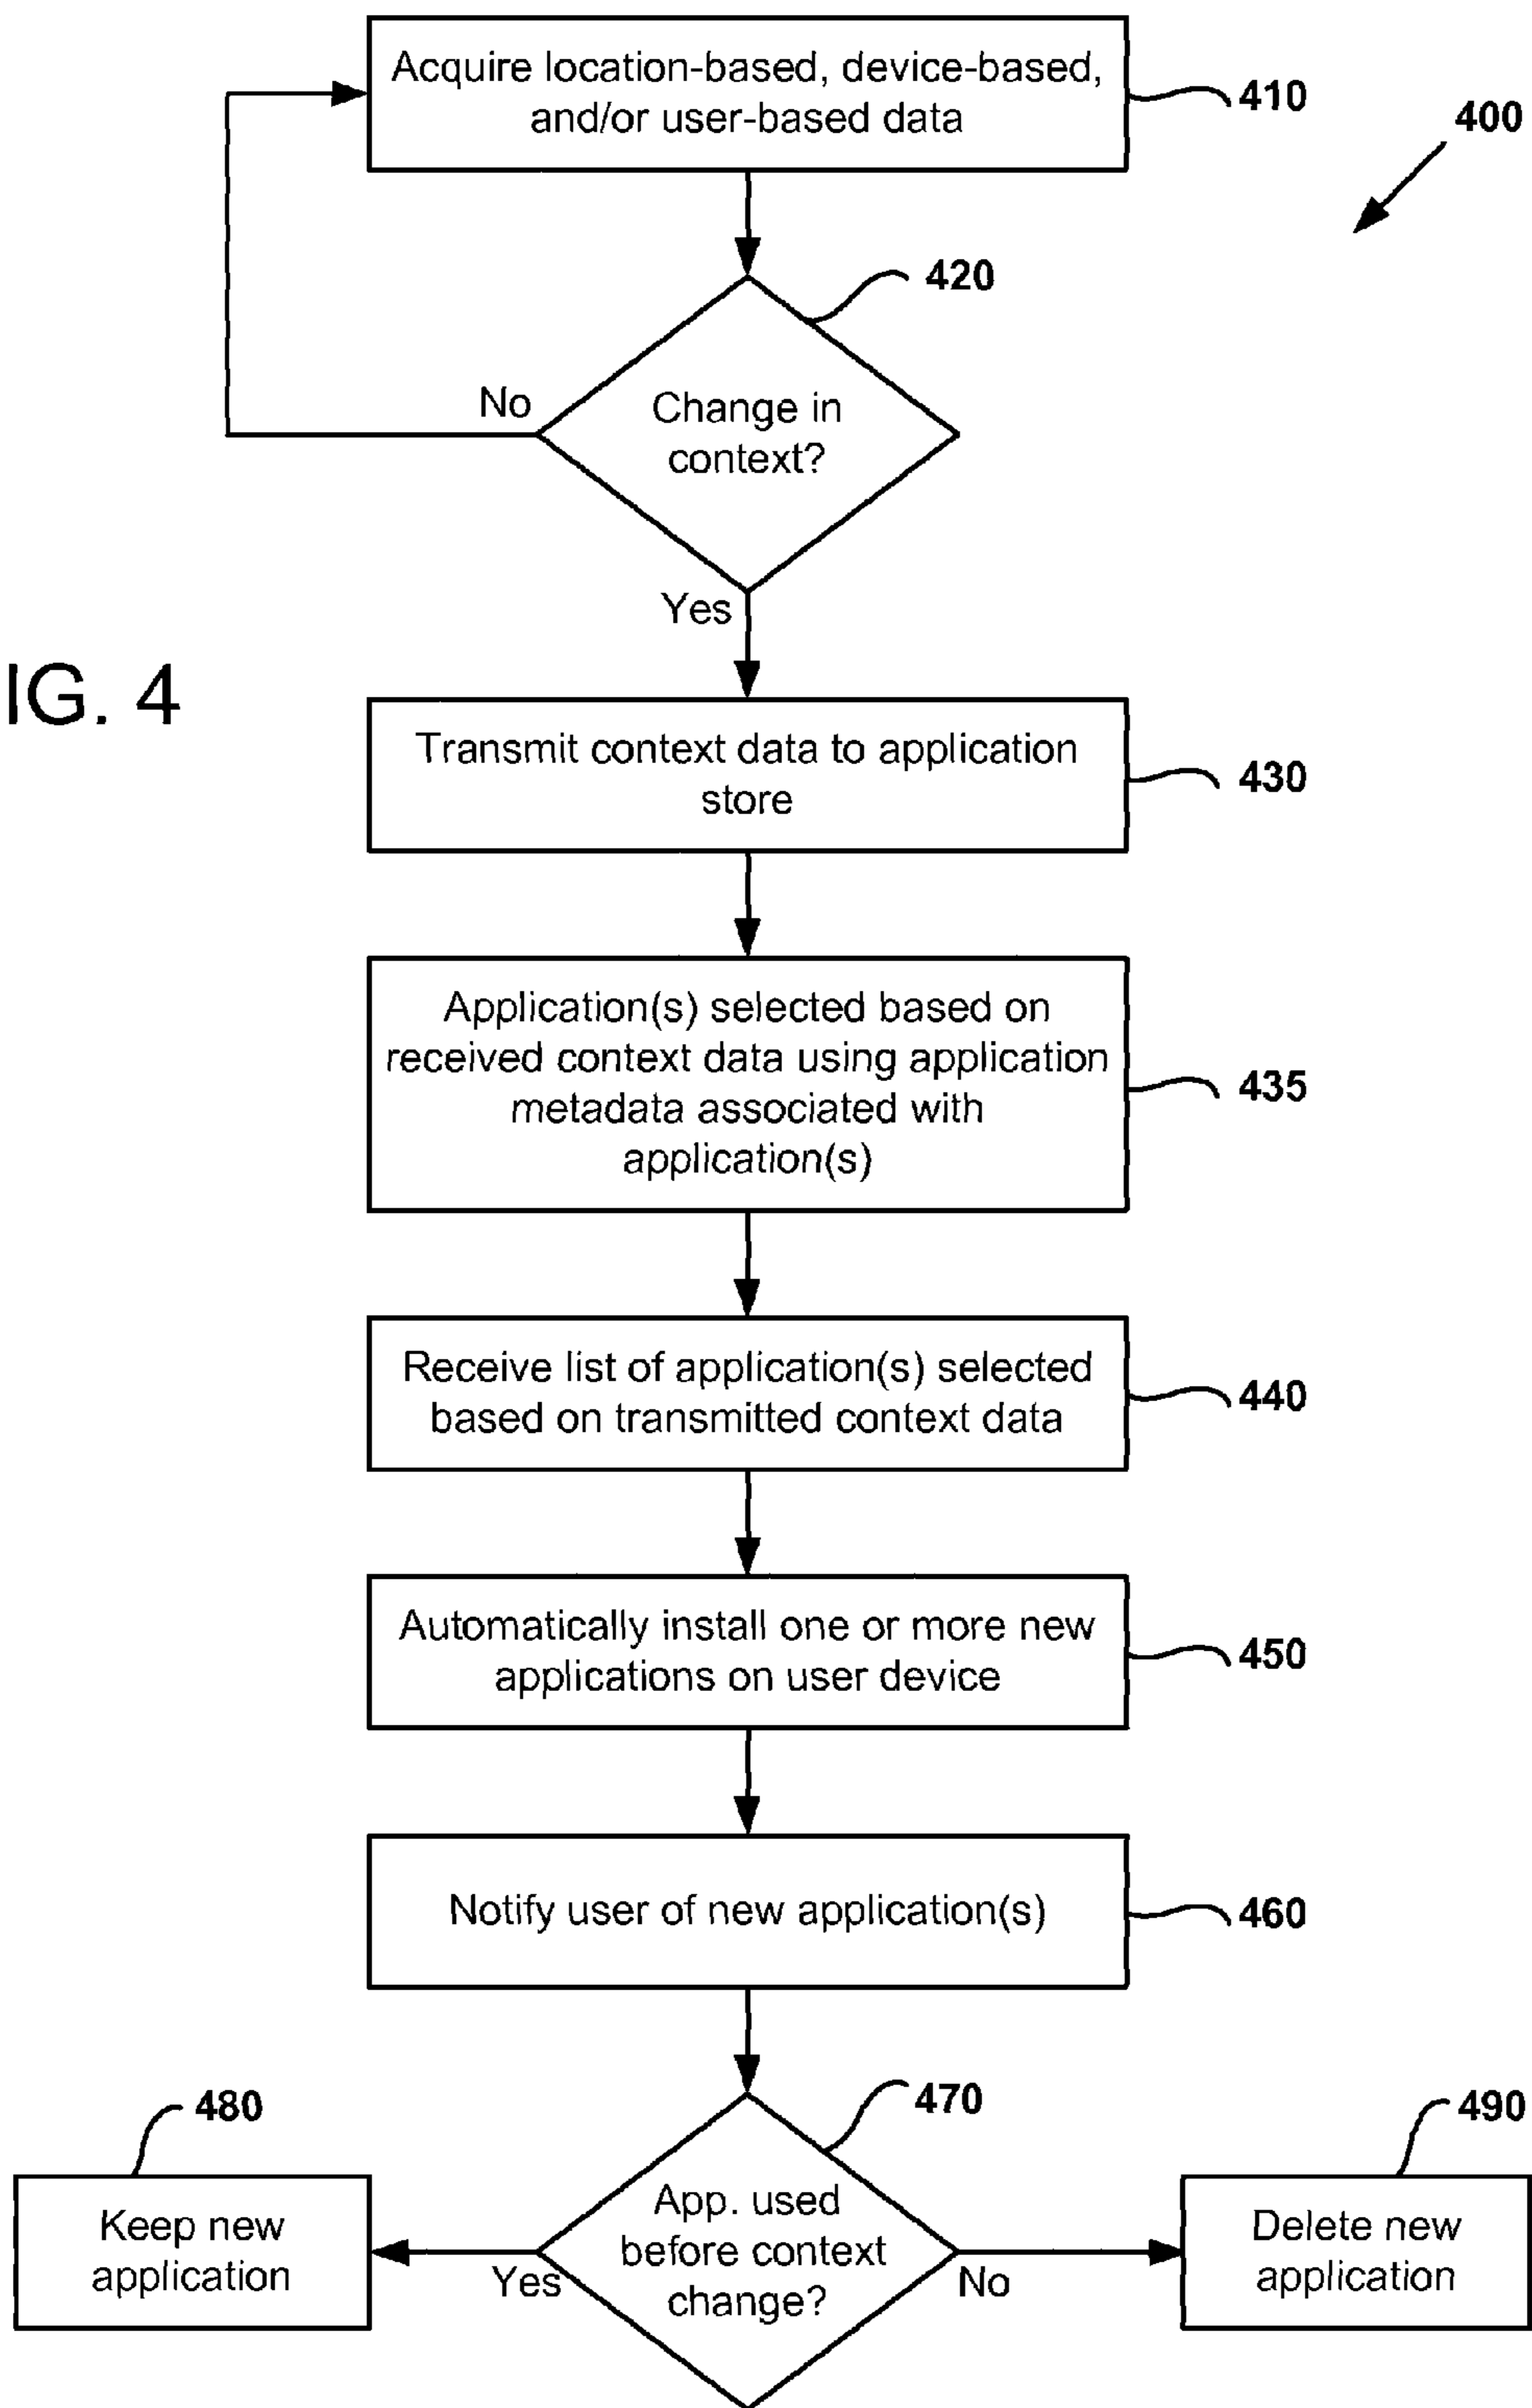 Acquire location-based, device-based,
and/or user-based data
410
400
420
No
Change in
context?
Yes
IG. 4
Transmit context data to application
store
430
Application(s) selected based on
received context data using application
metadata associated with
application(s)
435
Receive list of application(s) selected
based on transmitted context data
440
Automatically install one or more new
applications on user device
450
Notify user of new application(s)
460
480
470
490
Keep new
application
Yes
App. used
before context
change?
No
Delete new
application